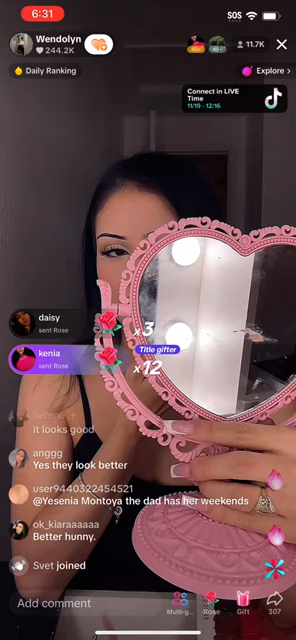 6:31
SOS
Wendolyn
244.2K
11.7K
Daily Ranking
Explore >
Connect in LIVE
Time
11/19 - 12/16
daisy
sent Rose
x3
kenia
sent Rose
Title gifter
x12
It looks good
anggg
Yes they look better
user9440322454521
@Yesenia Montoya the dad has her weekends
ok_kiaraaaaaa
Better hunny.
Svet joined
Add comment
Multi-g...
Rose
Gift
307